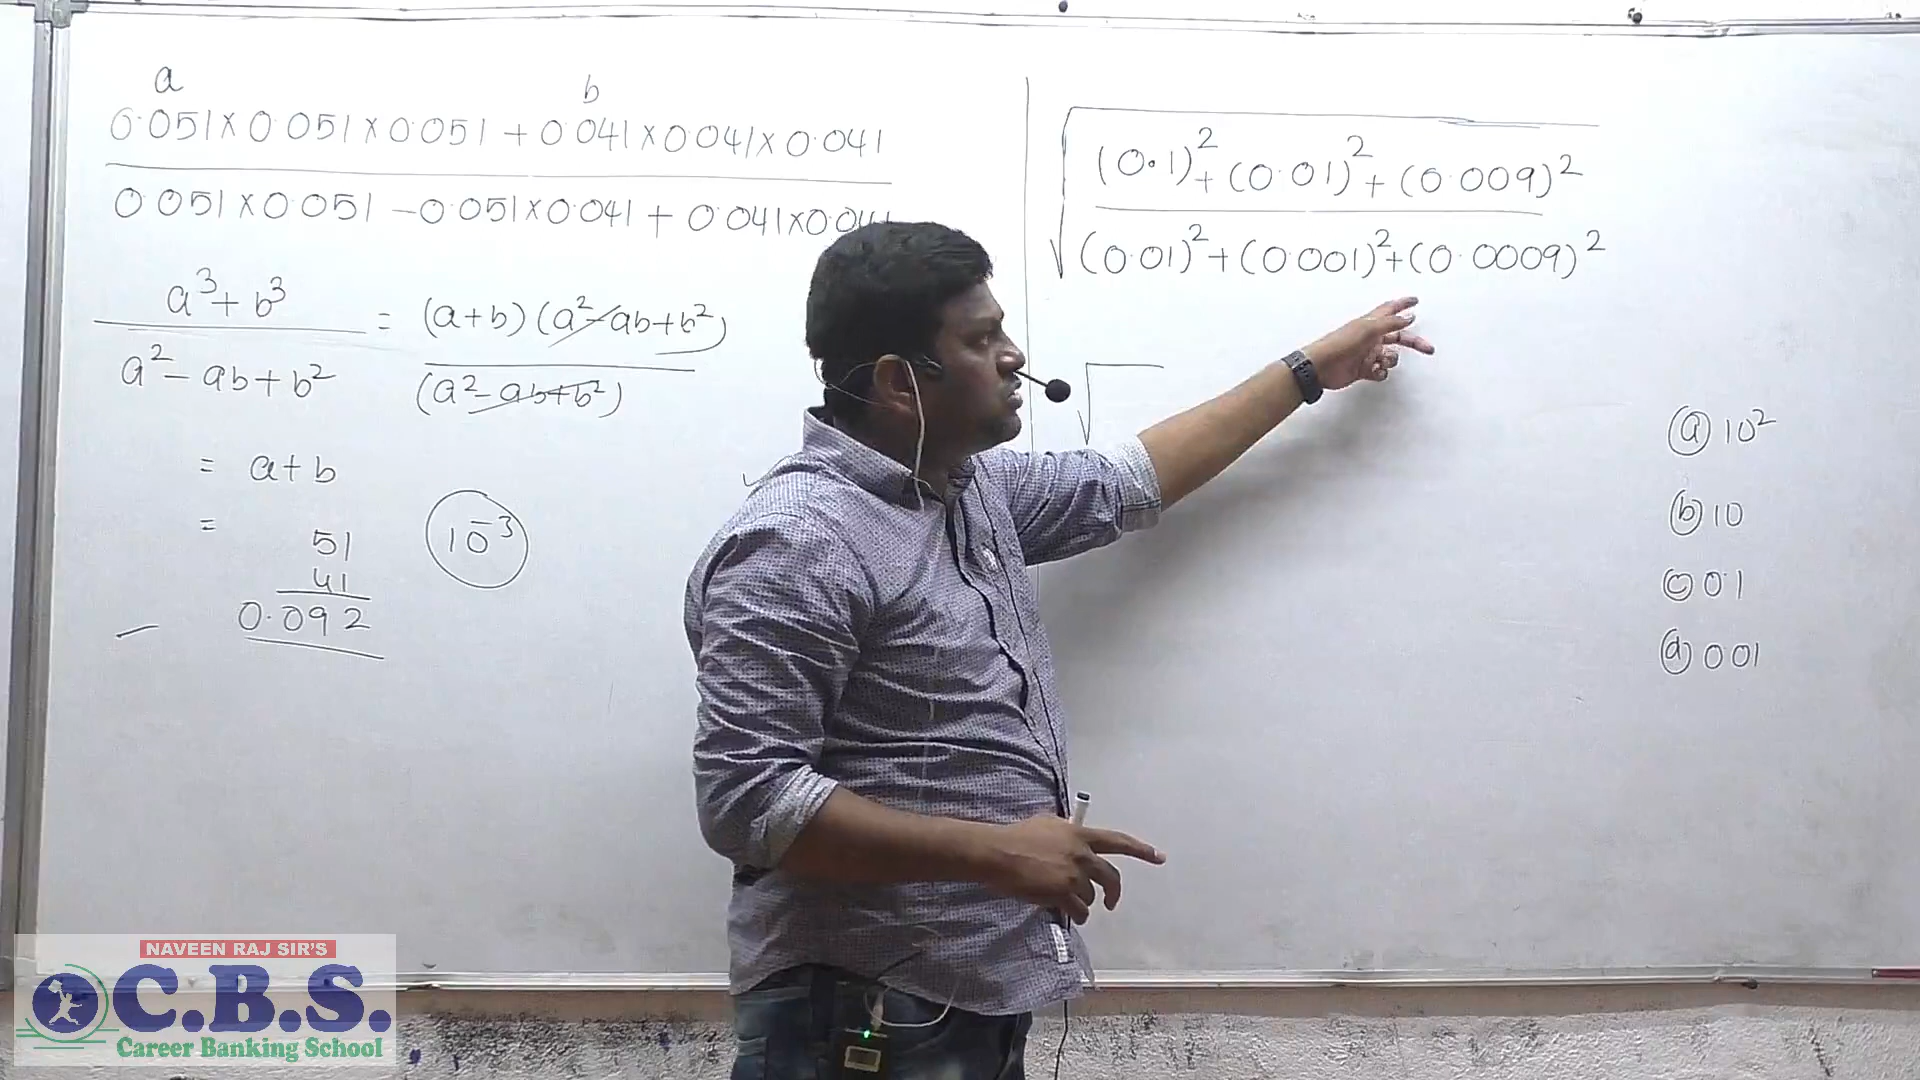 a
b
0.051×0.051×0.051+0.041×0.041×0.041
0.051×0.051-0.051×0.041+0.041×0.041
a³+b³ = (a+b)(a²-ab+b²)
a²-ab+b² (a²-ab+b²)
= a+b
=
51
41
0.092
10⁻³
√
(0.1)²+(0.01)²+(0.009)²
(0.01)²+(0.001)²+(0.0009)²
√
(a) 10²
(b) 10
(c) 0.1
(d) 0.01
NAVEEN RAJ SIR'S
C.B.S.
Career Banking School